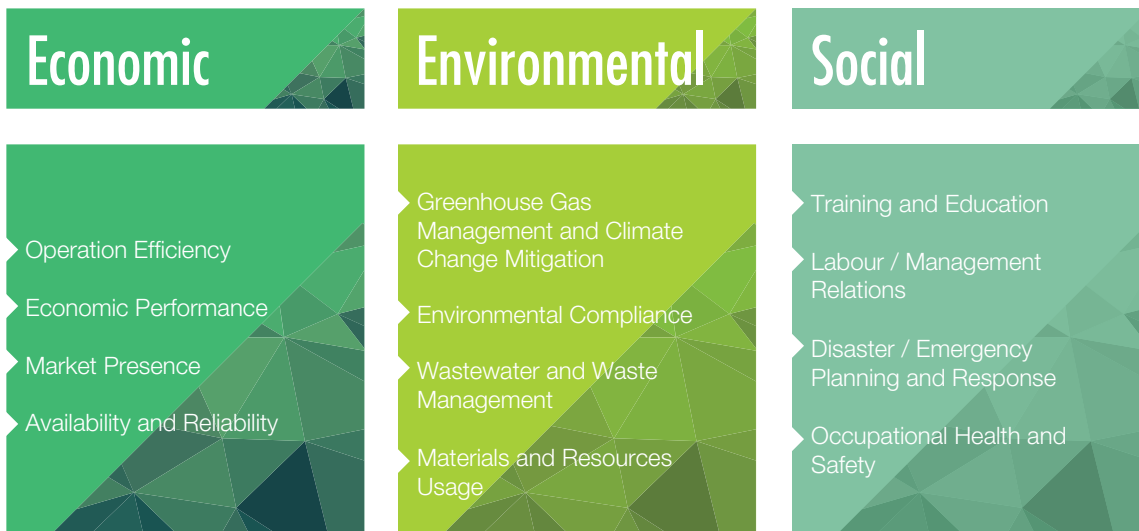 Economic
Operation Efficiency
Economic Performance
Market Presence
Availability and Reliability
Environmental
Greenhouse Gas
Management and Climate
Change Mitigation
Environmental Compliance
Wastewater and Waste
Management
Materials and Resources
Usage
Social
Training and Education
Labour / Management
Relations
Disaster / Emergency
Planning and Response
Occupational Health and
Safety